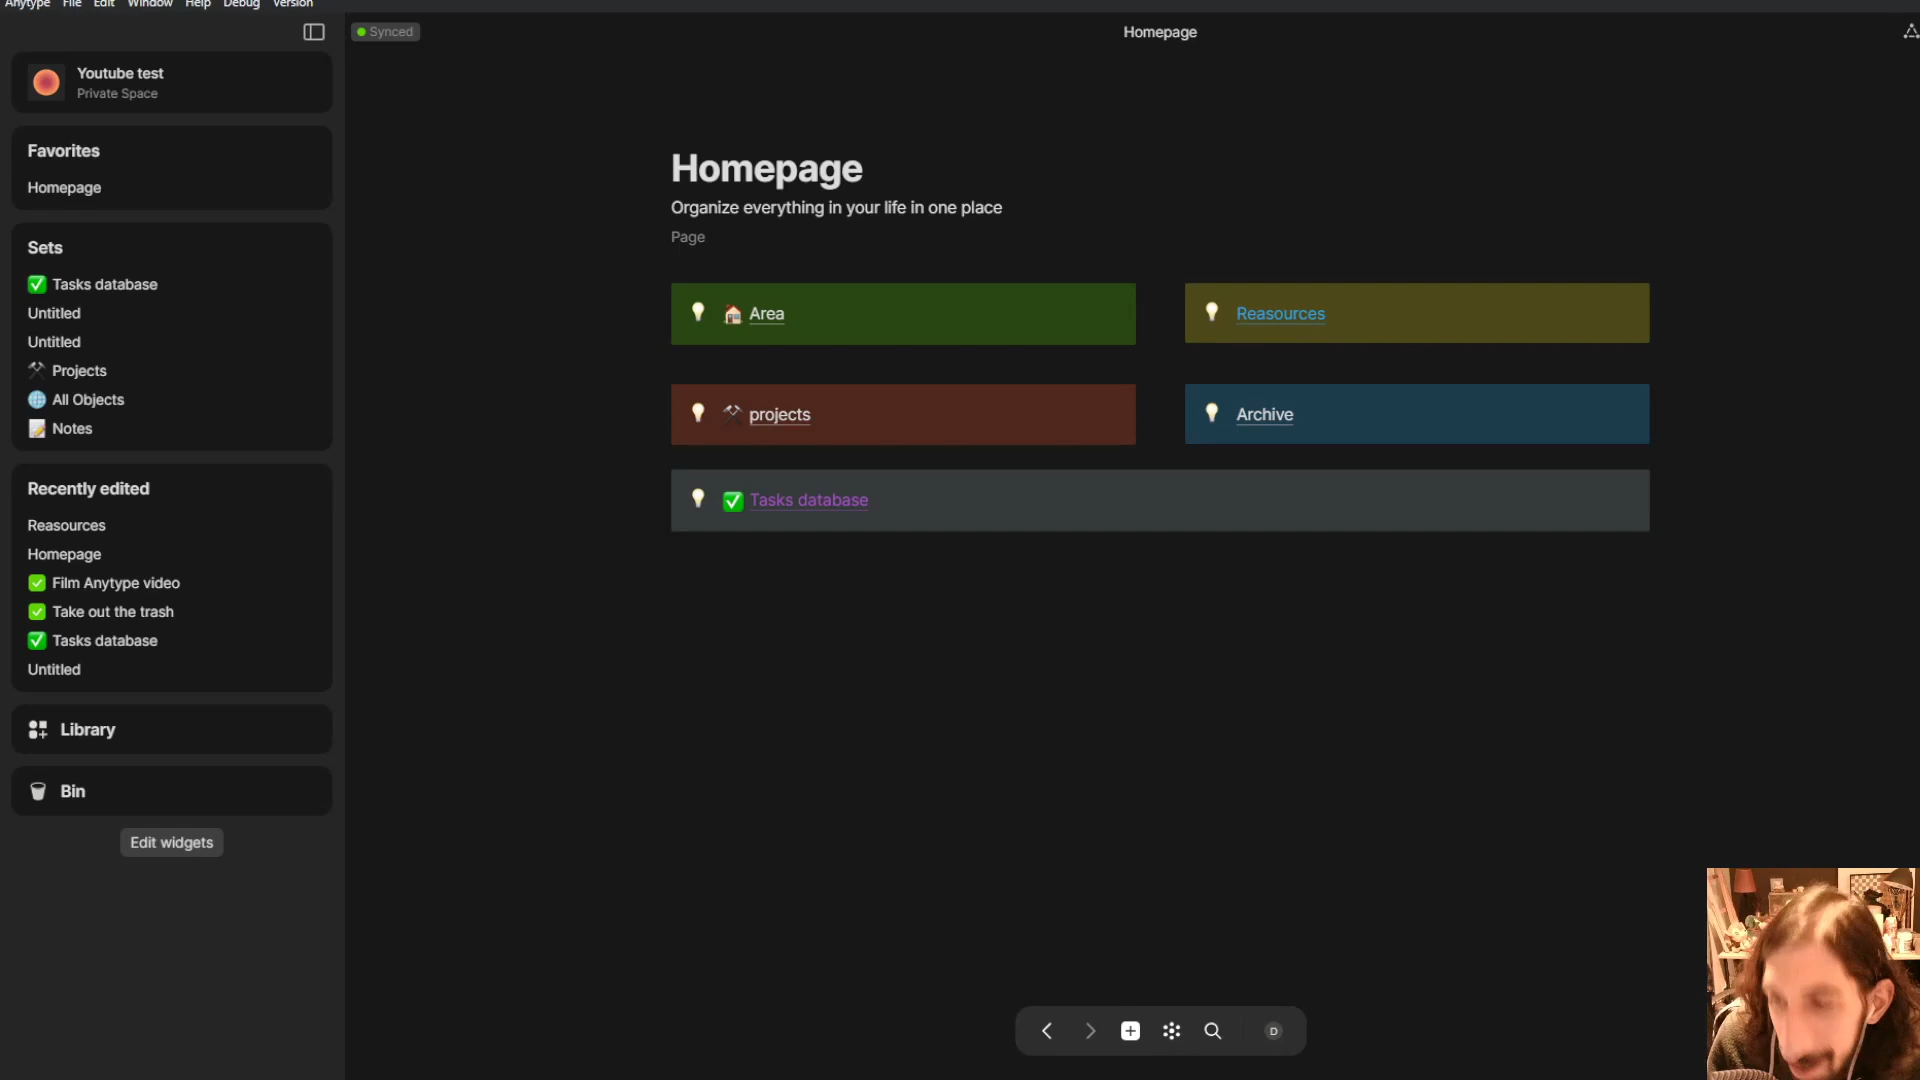 Anytype File Edit Window Help Debug Version
Synced
Homepage
Youtube test
Private Space
Favorites
Homepage
Sets
Tasks database
Untitled
Untitled
Projects
All Objects
Notes
Recently edited
Reasources
Homepage
Film Anytype video
Take out the trash
Tasks database
Untitled
Library
Bin
Edit widgets
Homepage
Organize everything in your life in one place
Page
Area
Reasources
projects
Archive
Tasks database
D